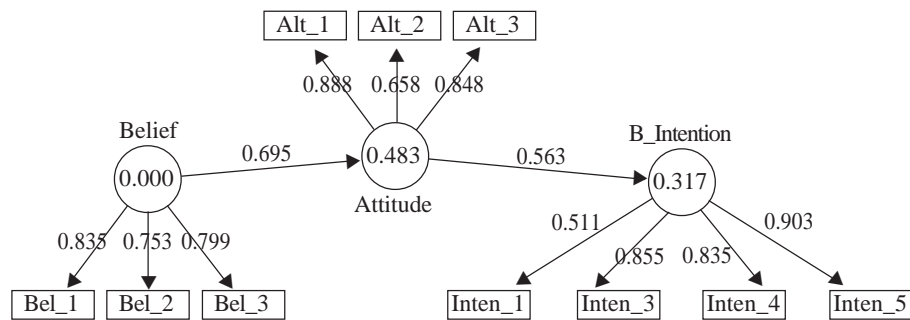 Alt_1 Alt_2 Alt_3
0.888 0.658 0.848
Belief
B_Intention
0.695
0.563
0.000
0.483
0.317
Attitude
0.835 0.753 0.799
0.511 0.855 0.835 0.903
Bel_1 Bel_2 Bel_3
Inten_1 Inten_3 Inten_4 Inten_5